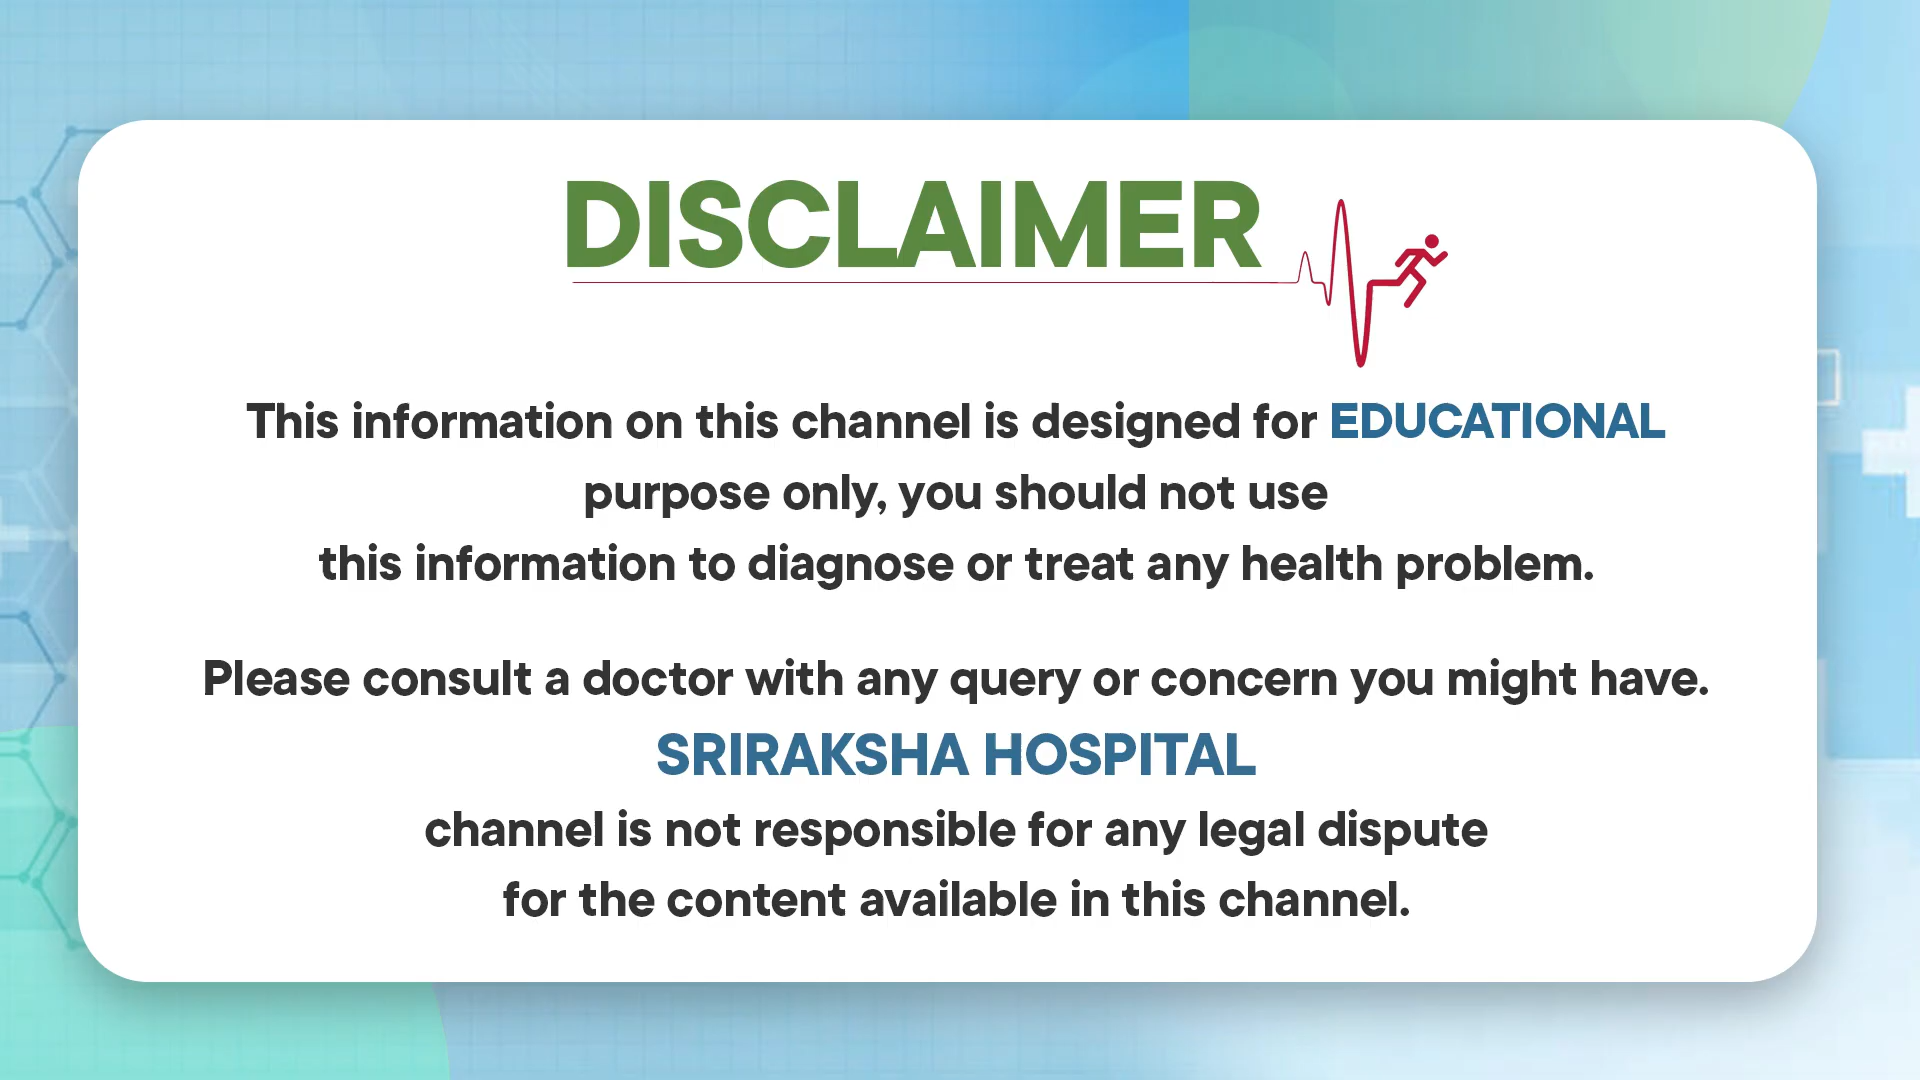 DISCLAIMER
This information on this channel is designed for EDUCATIONAL
purpose only, you should not use
this information to diagnose or treat any health problem.
Please consult a doctor with any query or concern you might have.
SRIRAKSHA HOSPITAL
channel is not responsible for any legal dispute
for the content available in this channel.